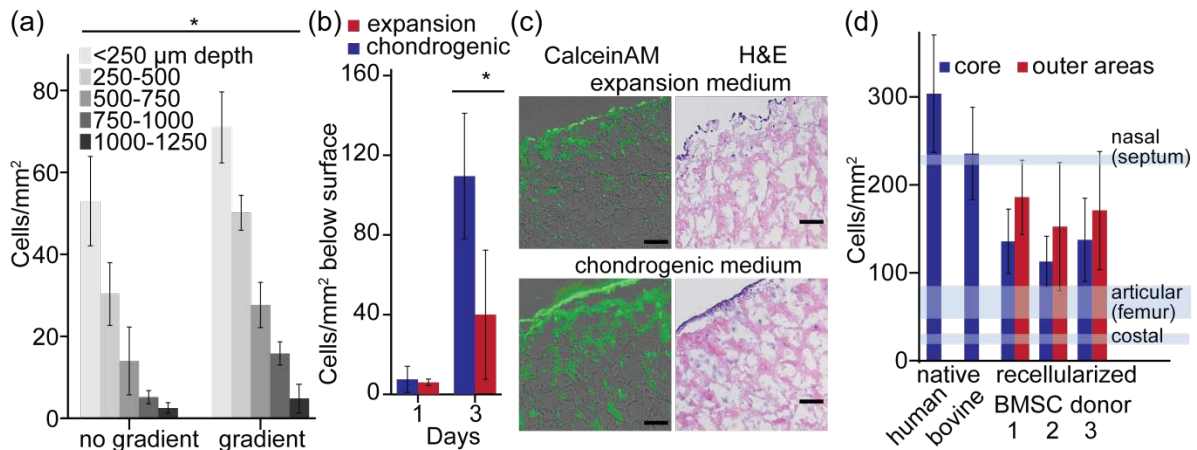 (a)
*
<250 µm depth
250-500
500-750
750-1000
1000-1250
80
60
40
20
0
Cells/mm²
no gradient
gradient
(b)
expansion
chondrogenic
*
160
120
80
40
0
Cells/mm² below surface
1
3
Days
(c)
CalceinAM
H&E
expansion medium
chondrogenic medium
(d)
core
outer areas
300
200
100
0
Cells/mm²
nasal
(septum)
articular
(femur)
costal
native
human
bovine
recellularized
BMSC donor
1
2
3